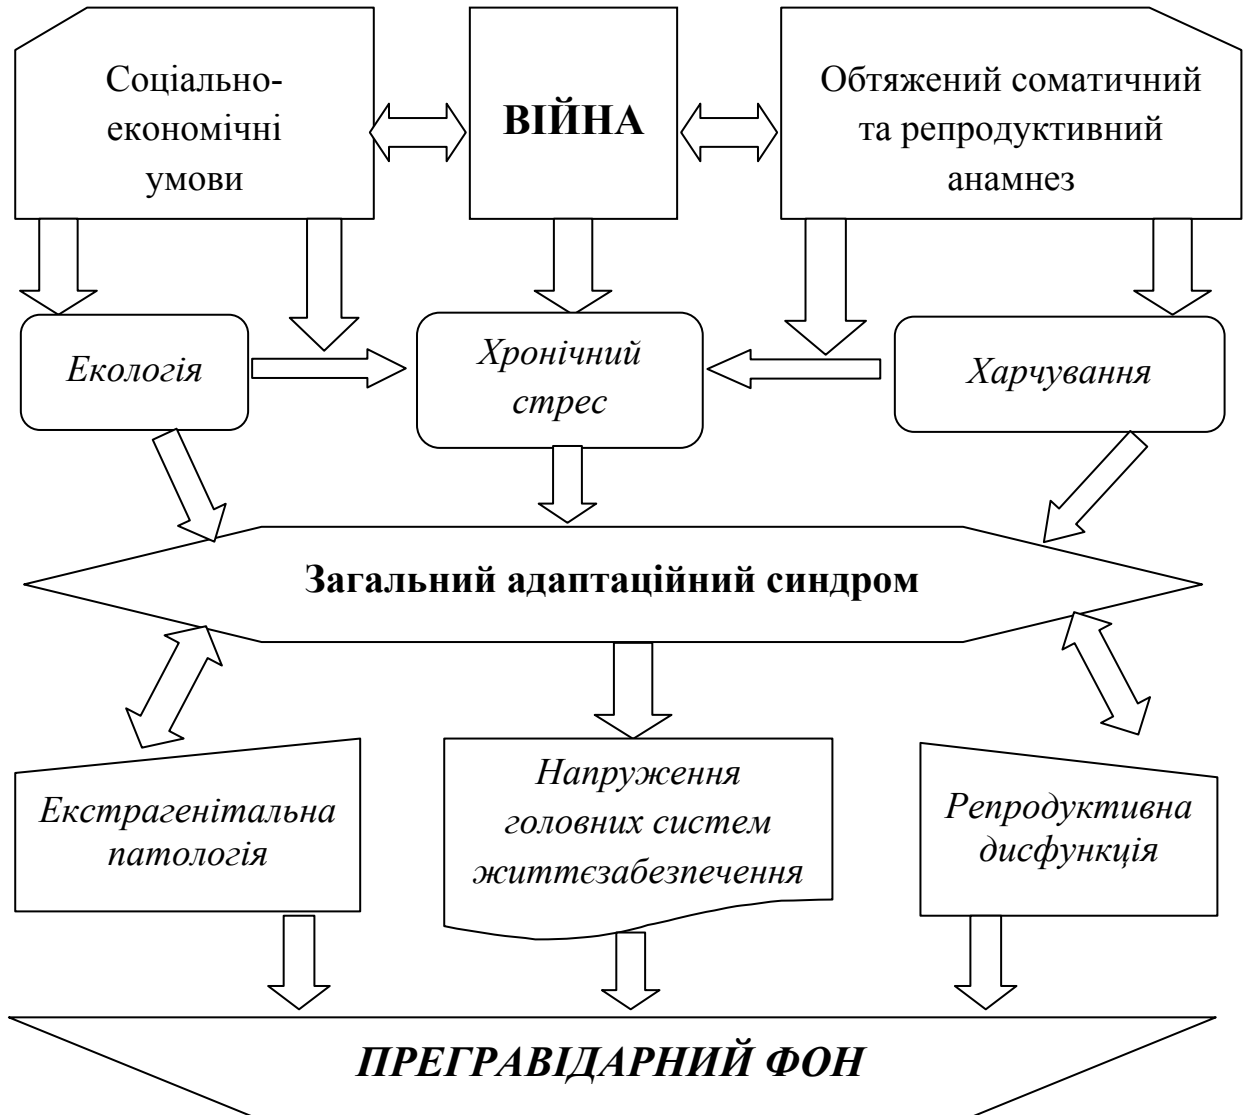 Соціально-
економічні
умови
ВІЙНА
Обтяжений соматичний
та репродуктивний
анамнез
Екологія
Хронічний
стрес
Харчування
Загальний адаптаційний синдром
Екстрагенітальна
патологія
Напруження
головних систем
життєзабезпечення
Репродуктивна
дисфункція
ПРЕГРАВІДАРНИЙ ФОН